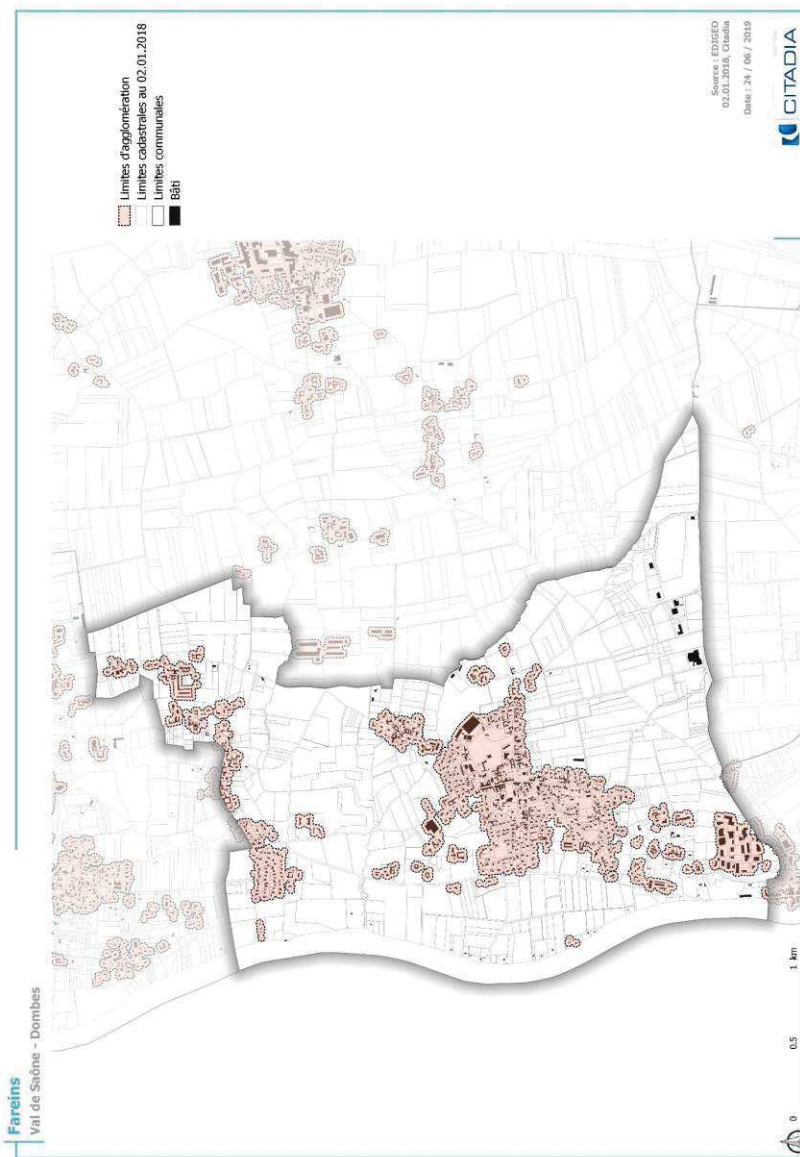 Fareins
Val de Saône - Dombes
Limites d'agglomération
Limites cadastrales au 02.01.2018
Limites communales
Bâti
0 0.5 1 km
Source : EDIGEO
02.01.2018, Citadia
Date : 24 / 06 / 2019
CITADIA